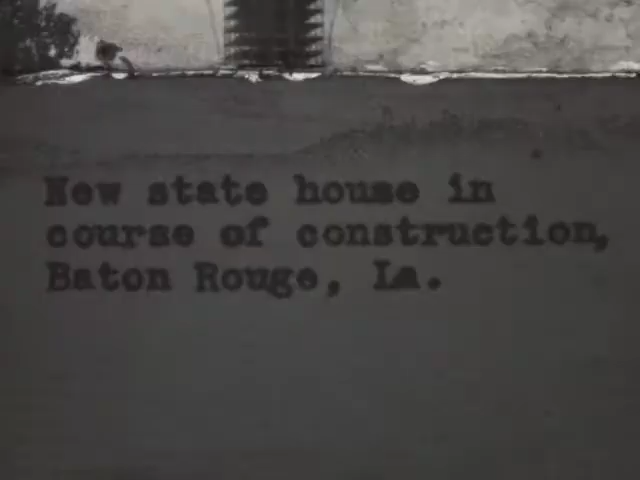 New state house in
course of construction,
Baton Rouge, La.